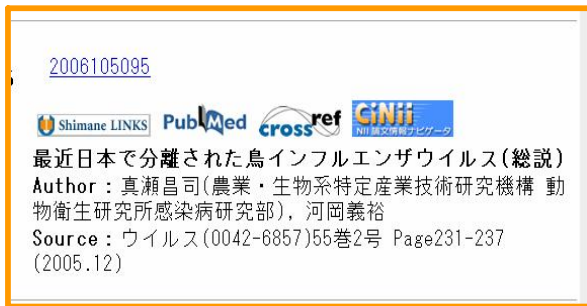 2006105095
Shimane LINKS PubMed crossref CiNii
NII 論文情報ナビゲータ
最近日本で分離された鳥インフルエンザウイルス(総説)
Author：真瀬昌司(農業・生物系特定産業技術研究機構 動
物衛生研究所感染病研究部), 河岡義裕
Source：ウイルス(0042-6857)55巻2号 Page231-237
(2005.12)